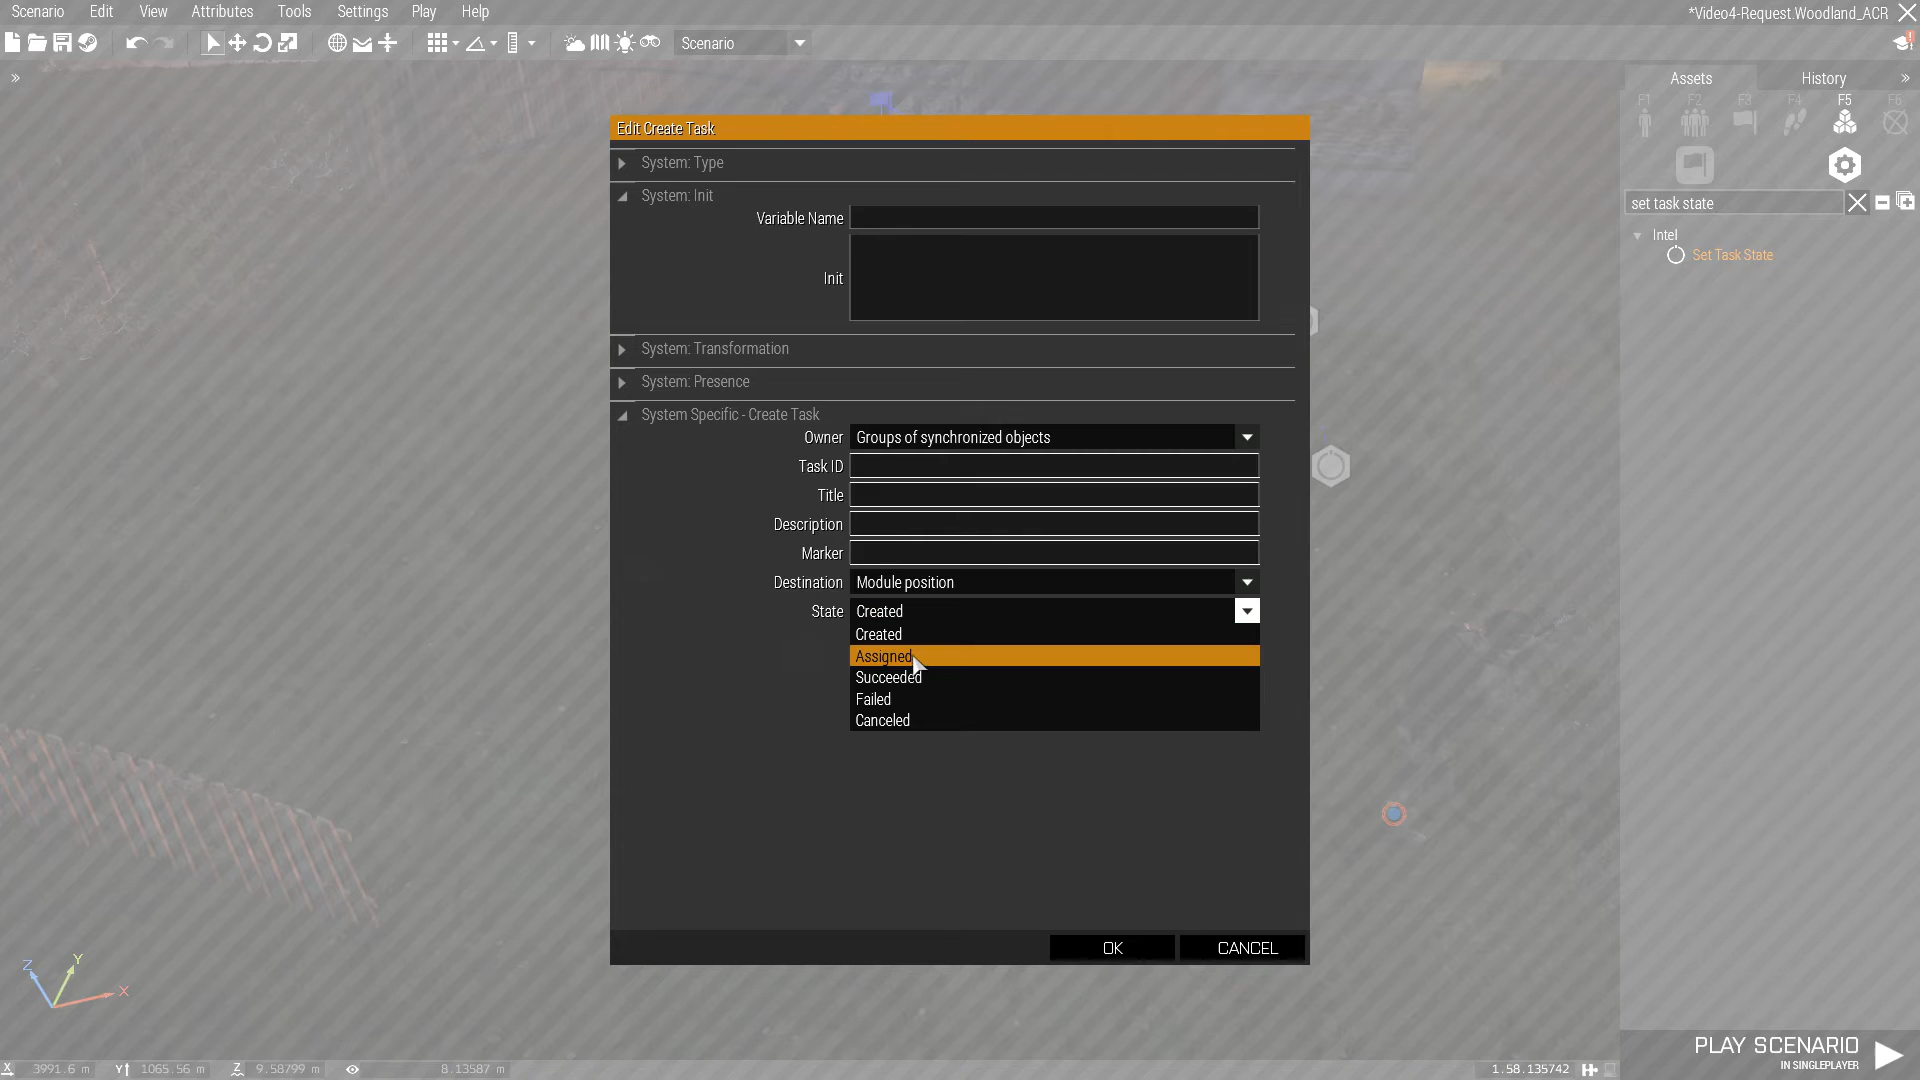 Scenario Edit View Attributes Tools Settings Play Help
*Video4-Request.Woodland_ACR
Scenario
Assets History
F1 F2 F3 F4 F5 F6
set task state
Intel
Set Task State
Edit Create Task
System: Type
System: Init
Variable Name
Init
System: Transformation
System: Presence
System Specific - Create Task
Owner Groups of synchronized objects
Task ID
Title
Description
Marker
Destination Module position
State Created
Created
Assigned
Succeeded
Failed
Canceled
OK CANCEL
Z Y X
PLAY SCENARIO
IN SINGLEPLAYER
X 3991.6 m Y 1065.56 m Z 9.58799 m 8.13587 m 1.58.135742